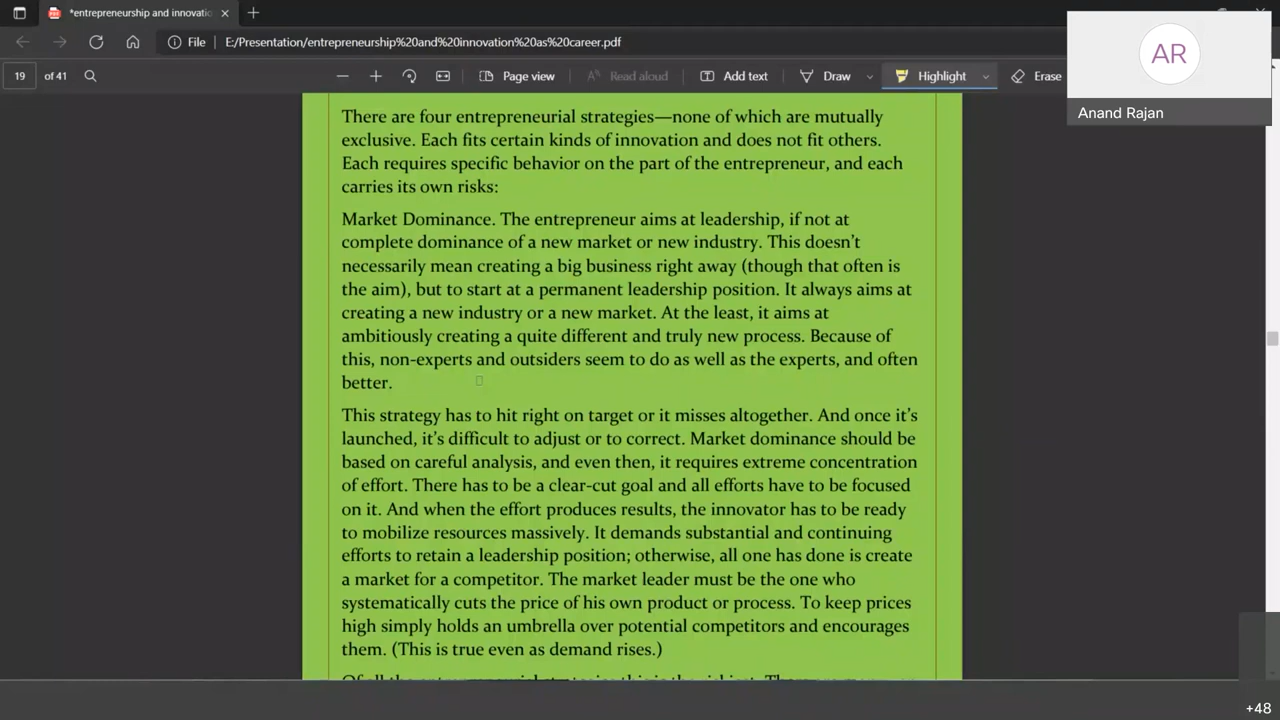 *entrepreneurship and innovatio
File
E:/Presentation/entrepreneurship%20and%20innovation%20as%20career.pdf
19 of 41
Page view
Read aloud
Add text
Draw
Highlight
Erase
AR
Anand Rajan
There are four entrepreneurial strategies—none of which are mutually
exclusive. Each fits certain kinds of innovation and does not fit others.
Each requires specific behavior on the part of the entrepreneur, and each
carries its own risks:
Market Dominance. The entrepreneur aims at leadership, if not at
complete dominance of a new market or new industry. This doesn't
necessarily mean creating a big business right away (though that often is
the aim), but to start at a permanent leadership position. It always aims at
creating a new industry or a new market. At the least, it aims at
ambitiously creating a quite different and truly new process. Because of
this, non-experts and outsiders seem to do as well as the experts, and often
better.
This strategy has to hit right on target or it misses altogether. And once it's
launched, it's difficult to adjust or to correct. Market dominance should be
based on careful analysis, and even then, it requires extreme concentration
of effort. There has to be a clear-cut goal and all efforts have to be focused
on it. And when the effort produces results, the innovator has to be ready
to mobilize resources massively. It demands substantial and continuing
efforts to retain a leadership position; otherwise, all one has done is create
a market for a competitor. The market leader must be the one who
systematically cuts the price of his own product or process. To keep prices
high simply holds an umbrella over potential competitors and encourages
them. (This is true even as demand rises.)
+48